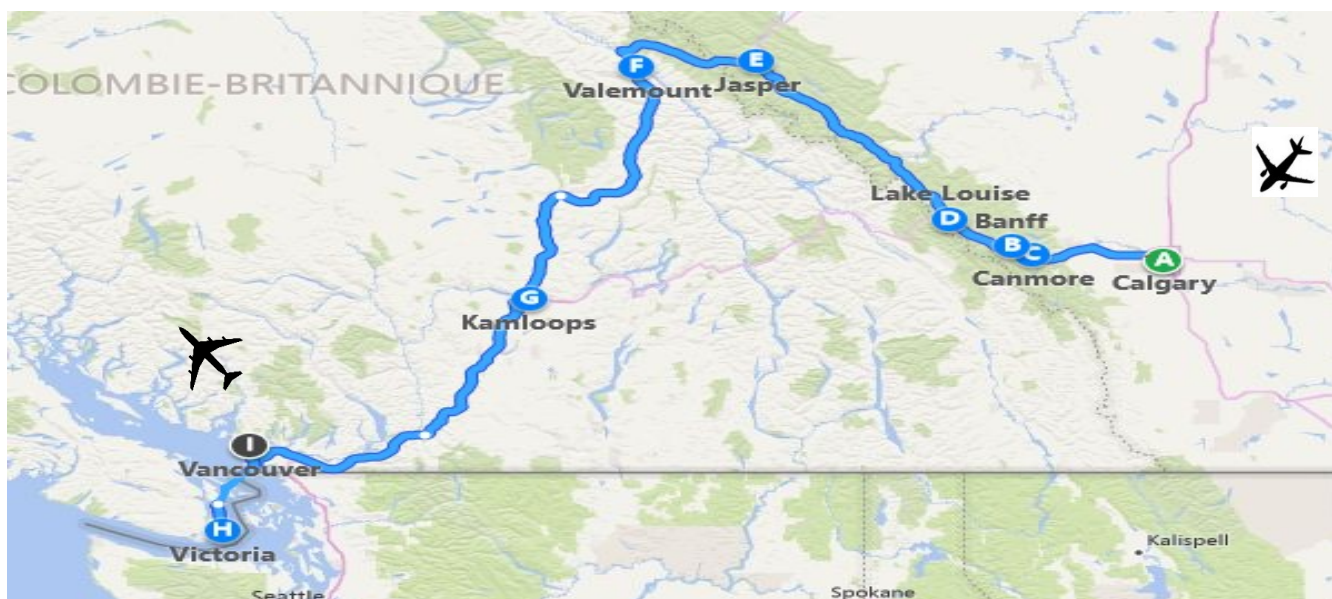 COLOMBIE-BRITANNIQUE
F
E
Valemount
Jasper
Lake Louise
D
Banff
B
C
A
Canmore
Calgary
G
Kamloops
I
Vancouver
H
Victoria
Kalispell
Seattle
Spokane